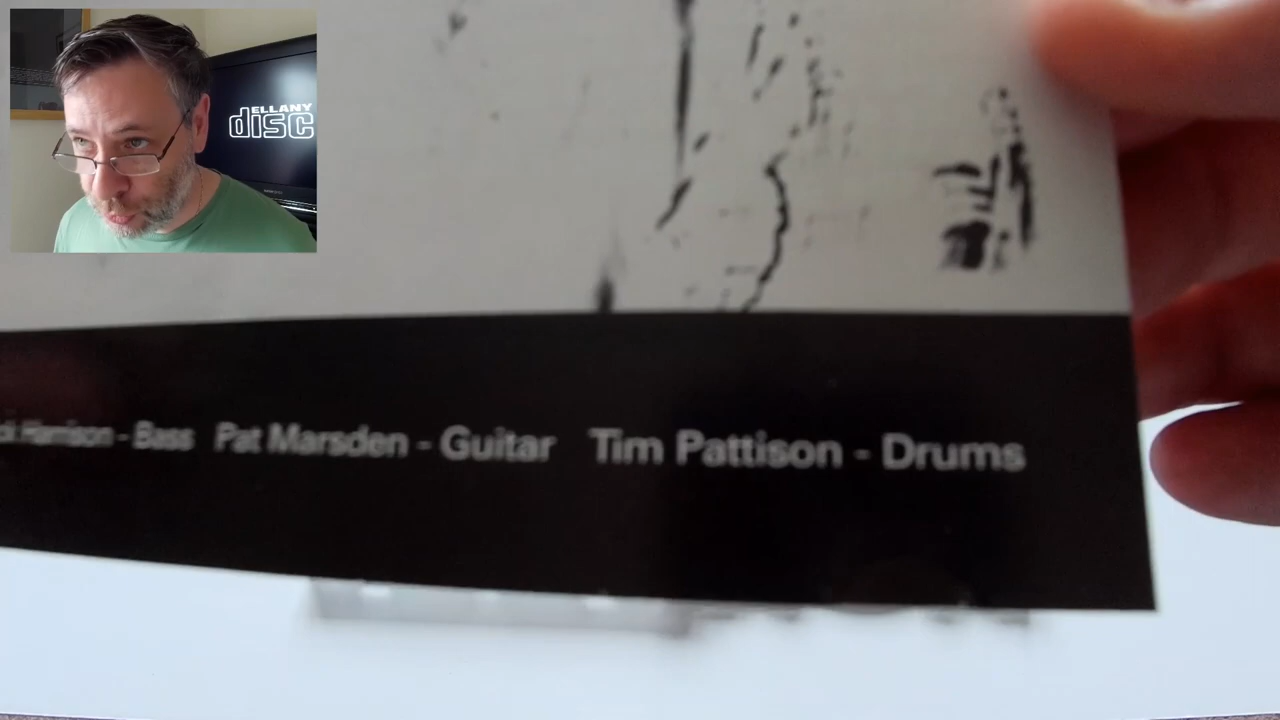 ELLANY
disc
Harrison - Bass Pat Marsden - Guitar Tim Pattison - Drums